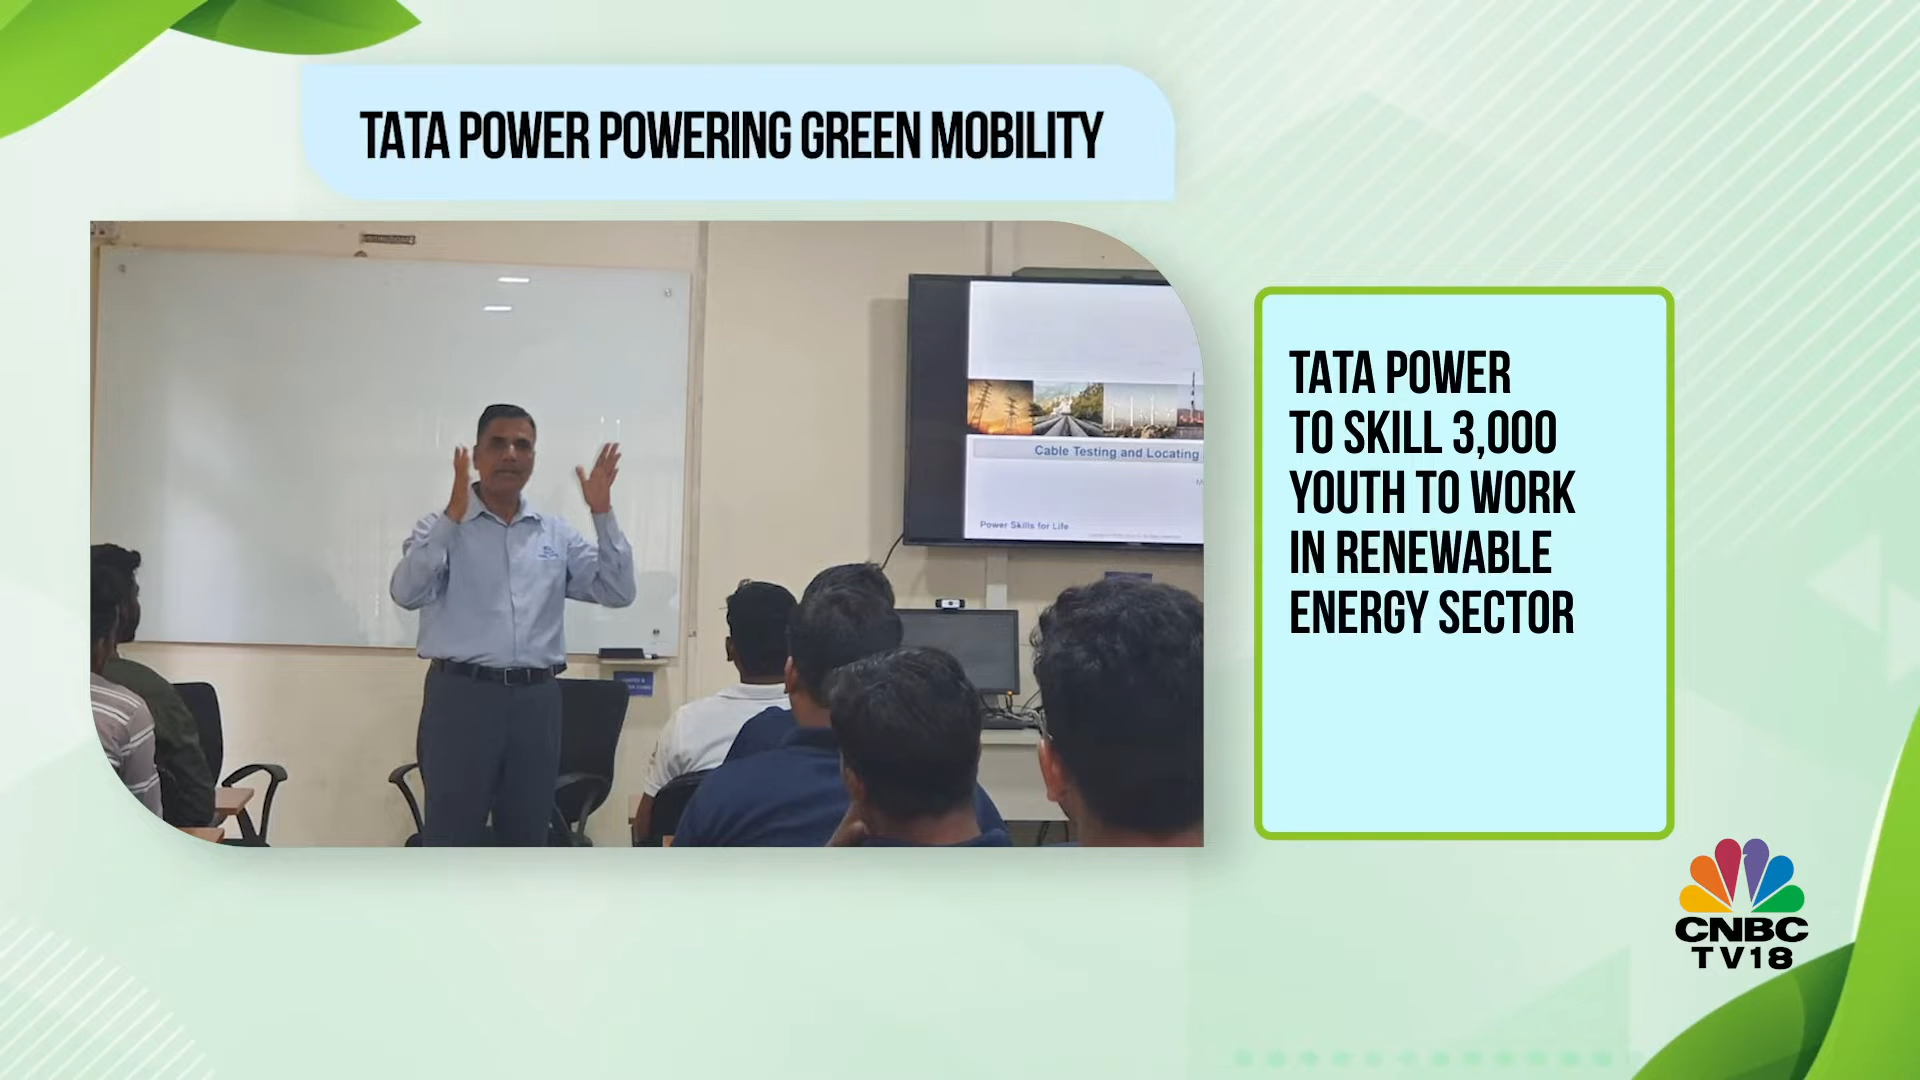 TATA POWER POWERING GREEN MOBILITY
Cable Testing and Locating
Power Skills for Life
TATA POWER
TO SKILL 3,000
YOUTH TO WORK
IN RENEWABLE
ENERGY SECTOR
CNBC
TV18